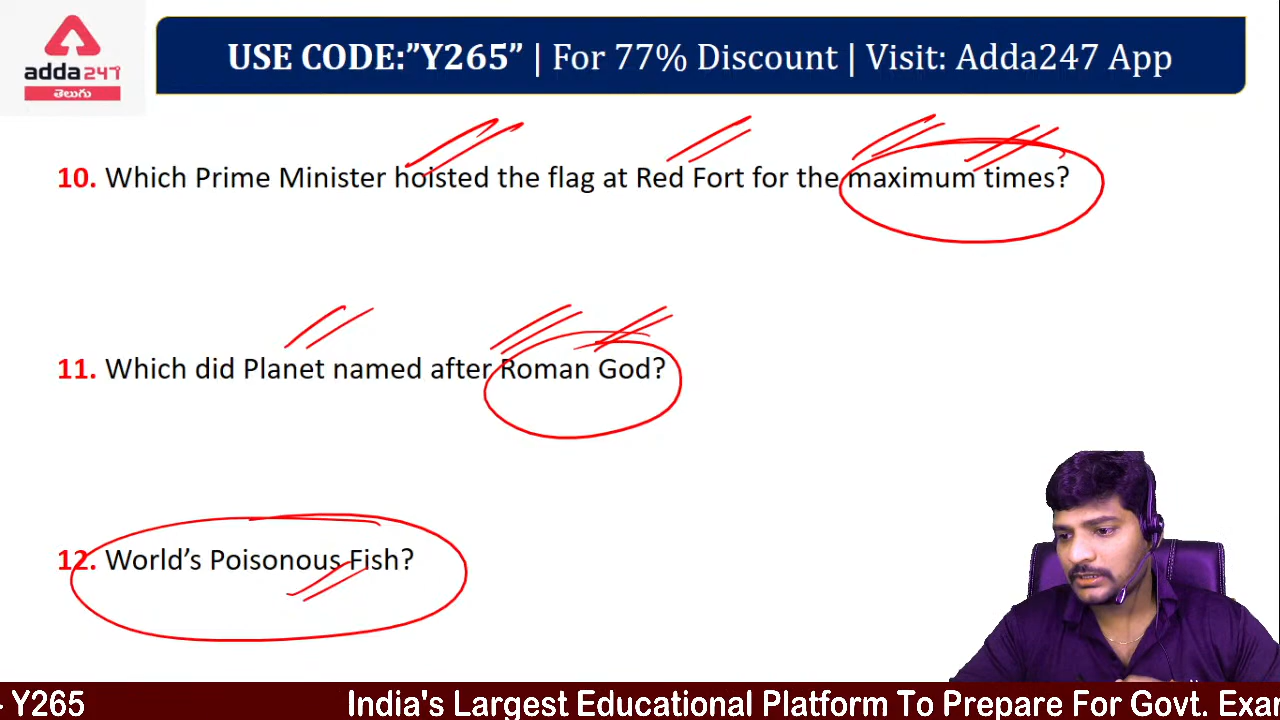 adda247
తెలుగు
USE CODE:”Y265” | For 77% Discount | Visit: Adda247 App
10. Which Prime Minister hoisted the flag at Red Fort for the maximum times?
11. Which did Planet named after Roman God?
12. World’s Poisonous Fish?
- Y265 India's Largest Educational Platform To Prepare For Govt. Exa